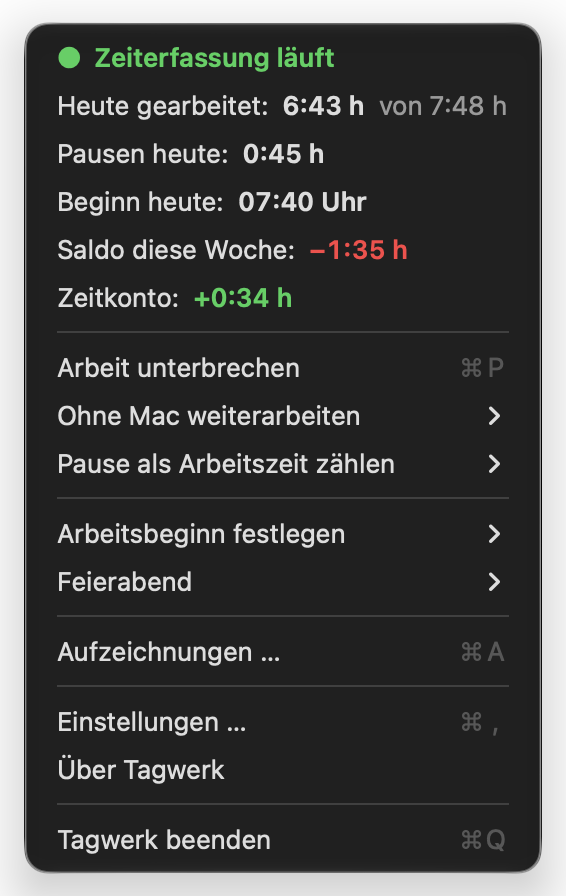 Zeiterfassung läuft
Heute gearbeitet: 6:43 h von 7:48 h
Pausen heute: 0:45 h
Beginn heute: 07:40 Uhr
Saldo diese Woche: −1:35 h
Zeitkonto: +0:34 h
Arbeit unterbrechen ⌘ P
Ohne Mac weiterarbeiten
Pause als Arbeitszeit zählen
Arbeitsbeginn festlegen
Feierabend
Aufzeichnungen … ⌘ A
Einstellungen … ⌘ ,
Über Tagwerk
Tagwerk beenden ⌘ Q